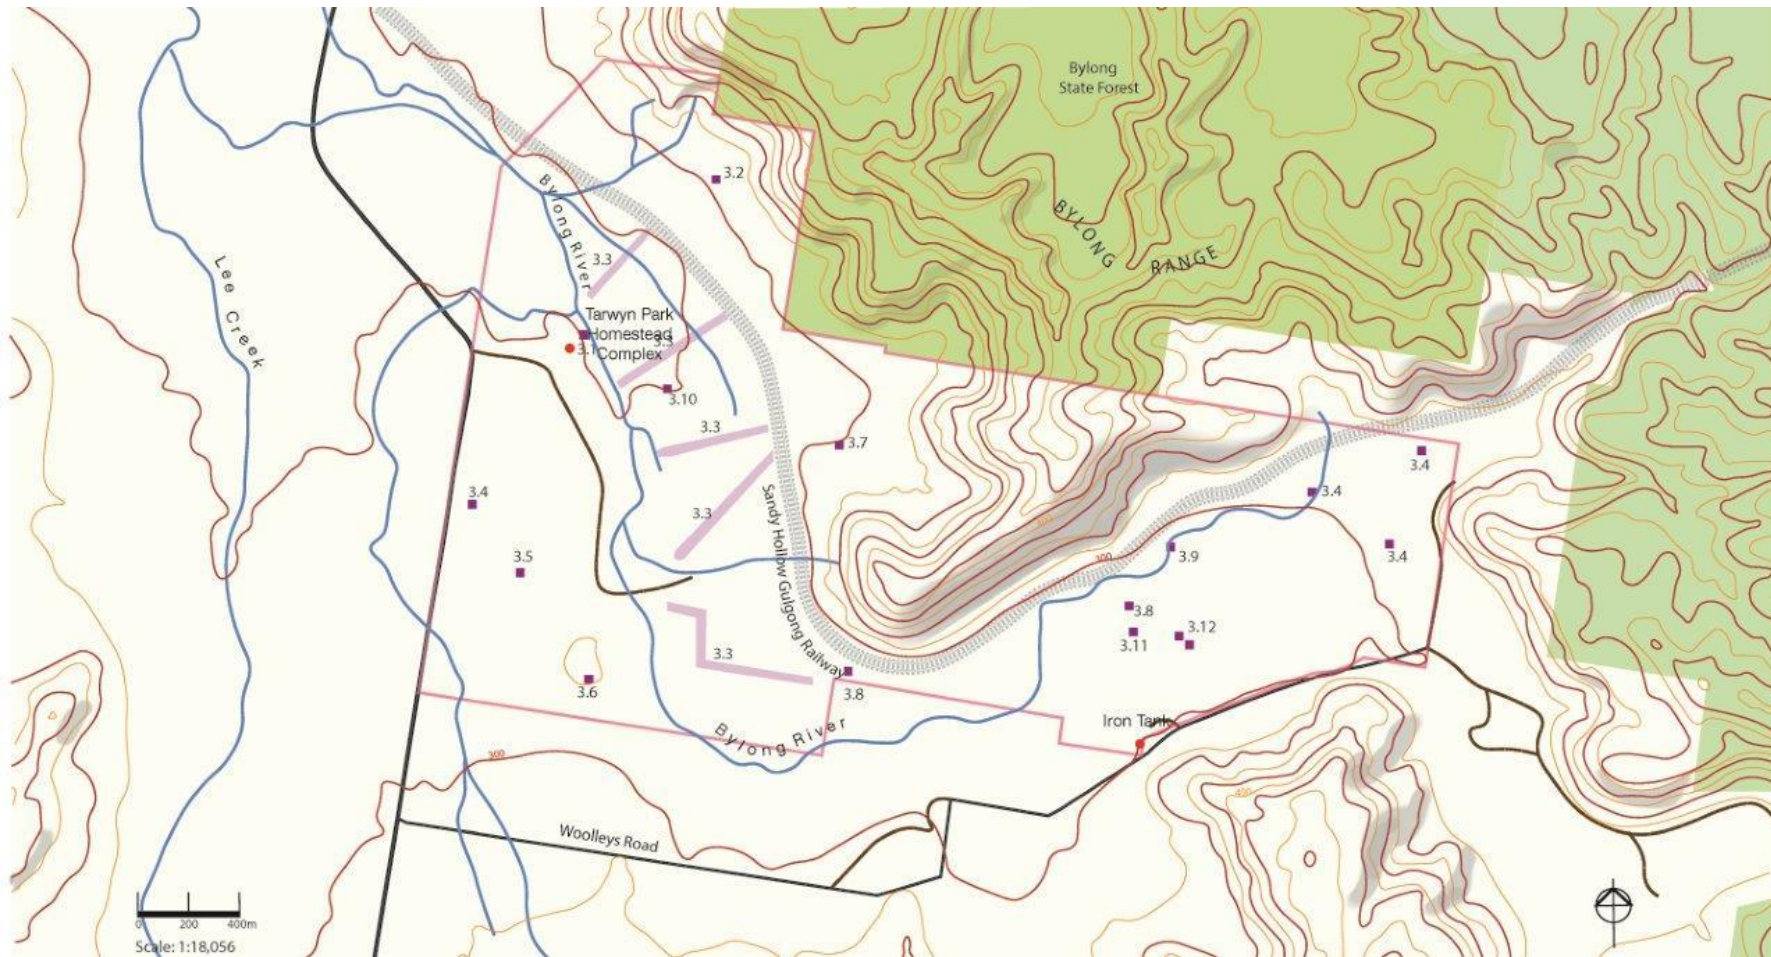 Bylong
State Forest
3.2
BYLONG RANGE
Bylong River
3.3
Lee Creek
Tarwyn Park
Homestead
3.3
3.1
Complex
3.10
3.3
3.7
3.4
3.4
3.4
3.3
Sandy Hollow Gulgong Railway
400
300
3.9
3.4
3.5
3.8
3.12
3.11
3.3
3.6
3.8
Bylong River
Iron Tank
300
400
Woolleys Road
0 200 400m
Scale: 1:18,056